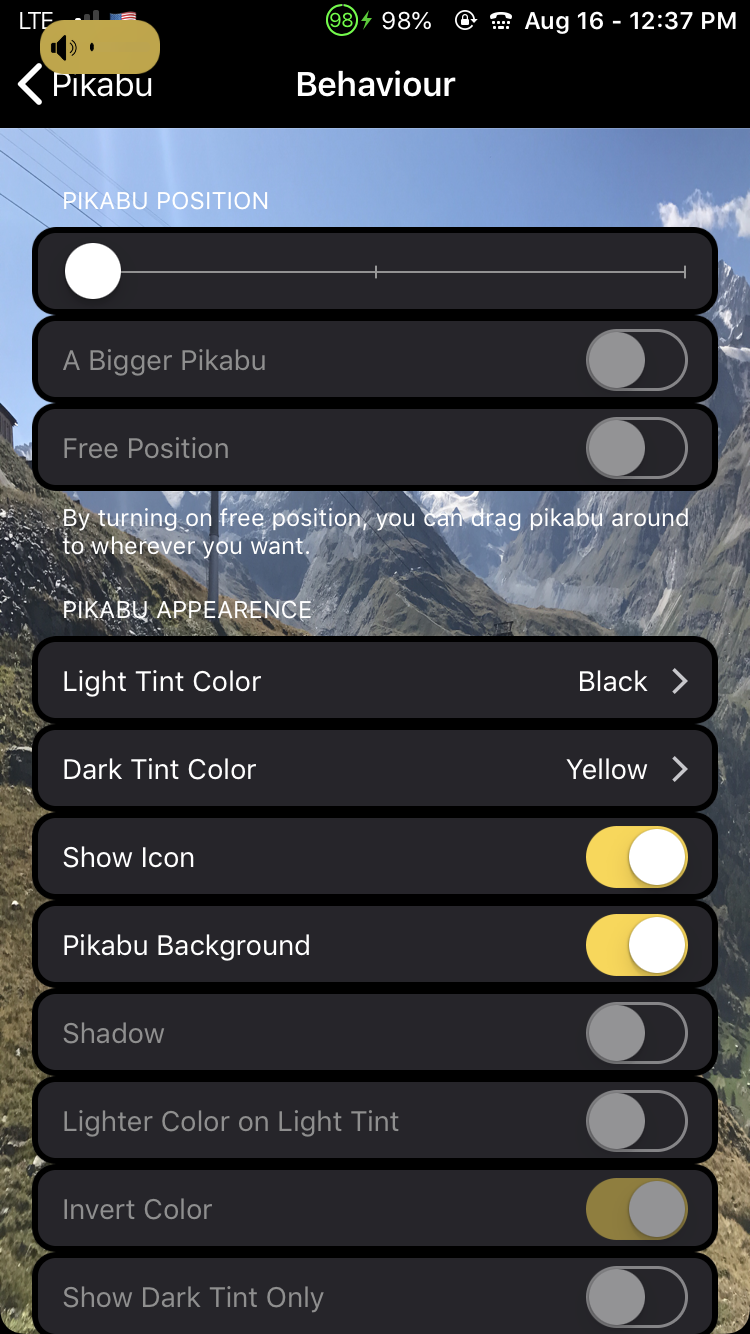 LTE
98
98%
Aug 16 - 12:37 PM
Pikabu
Behaviour
PIKABU POSITION
A Bigger Pikabu
Free Position
By turning on free position, you can drag pikabu around
to wherever you want.
PIKABU APPEARENCE
Light Tint Color Black
Dark Tint Color Yellow
Show Icon
Pikabu Background
Shadow
Lighter Color on Light Tint
Invert Color
Show Dark Tint Only